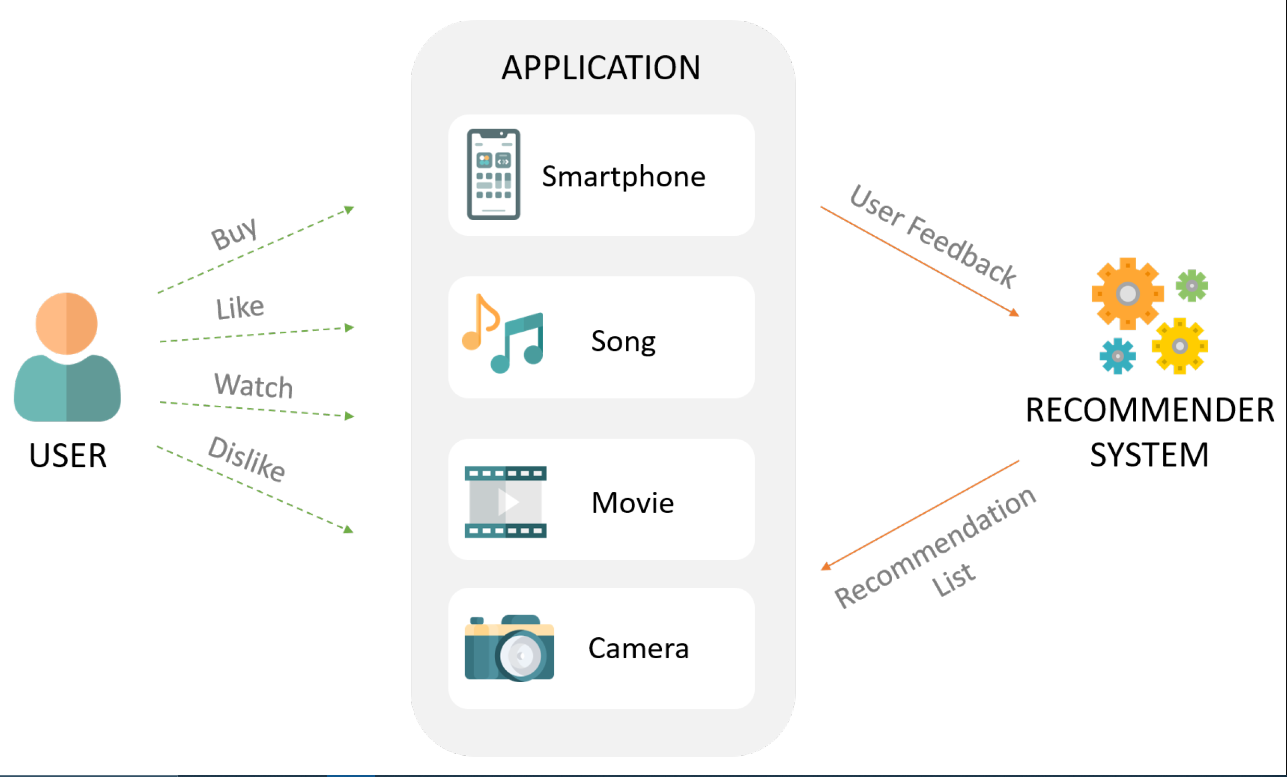 APPLICATION
Smartphone
Buy
User Feedback
Like
Song
Watch
RECOMMENDER
SYSTEM
USER
Dislike
Movie
Recommendation
List
Camera